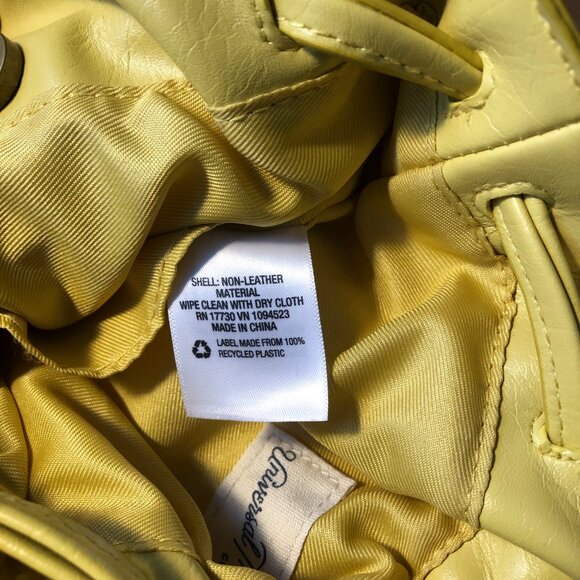 SHELL: NON-LEATHER
MATERIAL
WIPE CLEAN WITH DRY CLOTH
RN 17730 VN 1094523
MADE IN CHINA
LABEL MADE FROM 100%
RECYCLED PLASTIC
Universal